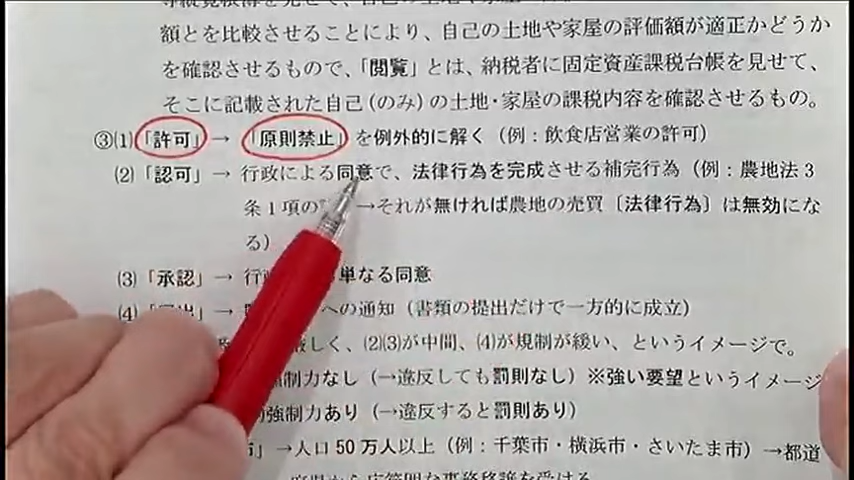 額とを比較させることにより、自己の土地や家屋の評価額が適正かどうか
を確認させるもので、「閲覧」とは、納税者に固定資産課税台帳を見せて、
そこに記載された自己（のみ）の土地・家屋の課税内容を確認させるもの。
③⑴「許可」→「原則禁止」を例外的に解く（例：飲食店営業の許可）
⑵「認可」→ 行政による同意で、法律行為を完成させる補完行為（例：農地法3
条1項の →それが無ければ農地の売買〔法律行為〕は無効にな
る）
⑶「承認」→ 行政 単なる同意
⑷ への通知（書類の提出だけで一方的に成立）
しく、⑵⑶が中間、⑷が規制が緩い、というイメージで。
制力なし（→違反しても罰則なし）※強い要望というイメージ
強制力あり（→違反すると罰則あり）
」→人口50万人以上（例：千葉市・横浜市・さいたま市）→都道